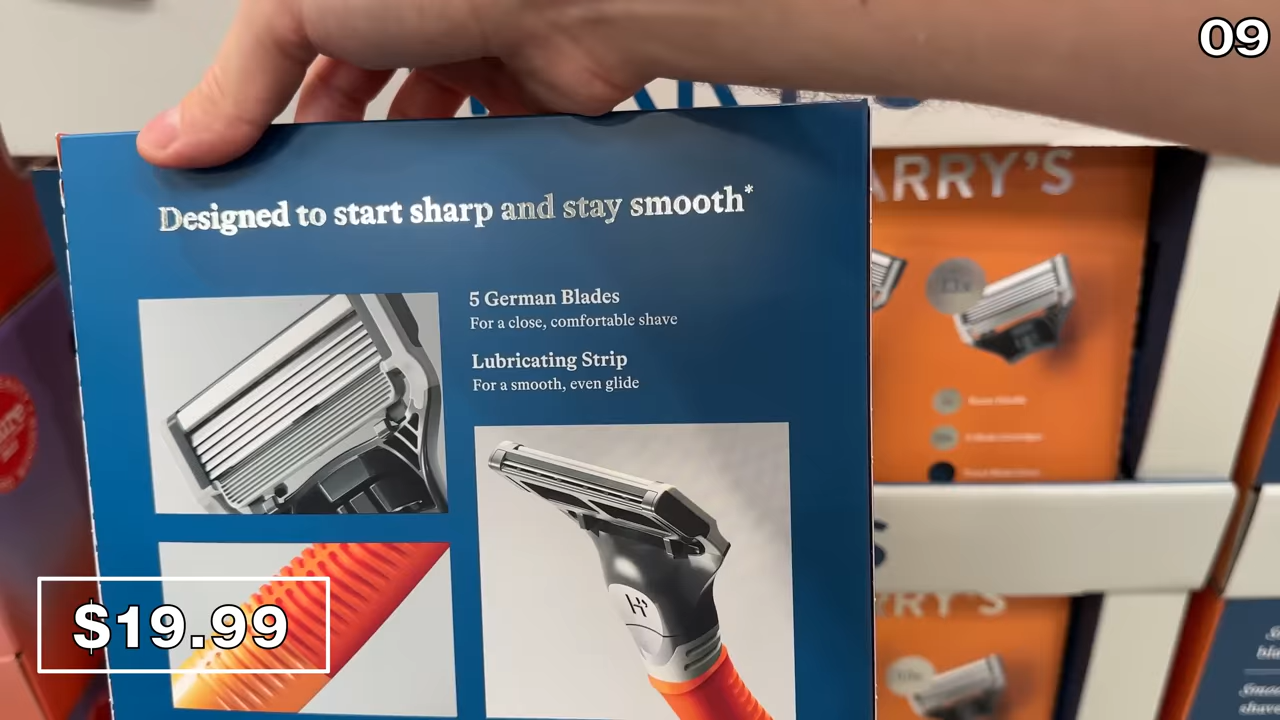 09
Designed to start sharp and stay smooth*
5 German Blades
For a close, comfortable shave
Lubricating Strip
For a smooth, even glide
ARRY'S
H
$19.99
S
RRY'S